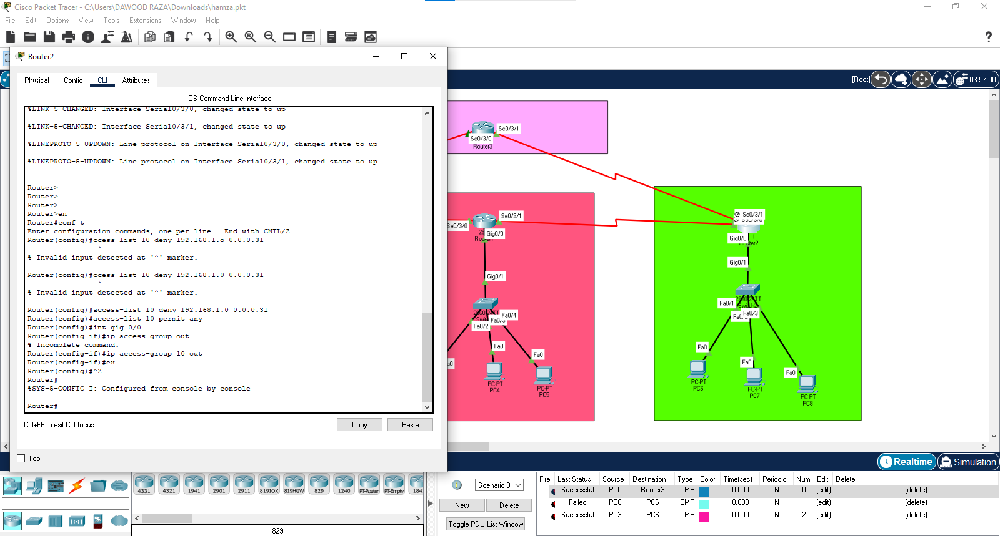 Cisco Packet Tracer - C:\Users\DAWOOD RAZA\Downloads\hamza.pkt
File Edit Options View Tools Extensions Window Help
Router2
Physical Config CLI Attributes
IOS Command Line Interface
%LINK-5-CHANGED: Interface Serial0/3/0, changed state to up
%LINK-5-CHANGED: Interface Serial0/3/1, changed state to up
%LINEPROTO-5-UPDOWN: Line protocol on Interface Serial0/3/0, changed state to up
%LINEPROTO-5-UPDOWN: Line protocol on Interface Serial0/3/1, changed state to up
Router>
Router>
Router>
Router>en
Router#conf t
Enter configuration commands, one per line.  End with CNTL/Z.
Router(config)#ccess-list 10 deny 192.168.1.o 0.0.0.31
^
% Invalid input detected at '^' marker.
Router(config)#ccess-list 10 deny 192.168.1.0 0.0.0.31
^
% Invalid input detected at '^' marker.
Router(config)#access-list 10 deny 192.168.1.0 0.0.0.31
Router(config)#access-list 10 permit any
Router(config)#int gig 0/0
Router(config-if)#ip access-group out
% Incomplete command.
Router(config-if)#ip access-group 10 out
Router(config-if)#ex
Router(config)#^Z
Router#
%SYS-5-CONFIG_I: Configured from console by console
Router#
Ctrl+F6 to exit CLI focus
Copy Paste
Top
[Root] 03:57:00
Se0/3/1
Se0/3/0
Router3
Se0/3/1
Se0/3/0
Gig0/0
Gig0/1
Fa0/4
Fa0/2
Fa0
Fa0
PC-PT
PC4
PC-PT
PC5
Se0/3/1
Gig0/0
Router2
Gig0/1
2950-24TT
Switch2
Fa0/1
Fa0/3
Fa0
Fa0
Fa0
PC-PT
PC6
PC-PT
PC7
PC-PT
PC8
Realtime Simulation
4331 4321 1941 2901 2911 819IOX 819HGW 829 1240 PT-Router PT-Empty 184
829
Scenario 0
New Delete
Toggle PDU List Window
Fire Last Status Source Destination Type Color Time(sec) Periodic Num Edit Delete
Successful PC0 Router3 ICMP 0.000 N 0 (edit) (delete)
Failed PC0 PC6 ICMP 0.000 N 1 (edit) (delete)
Successful PC3 PC6 ICMP 0.000 N 2 (edit) (delete)